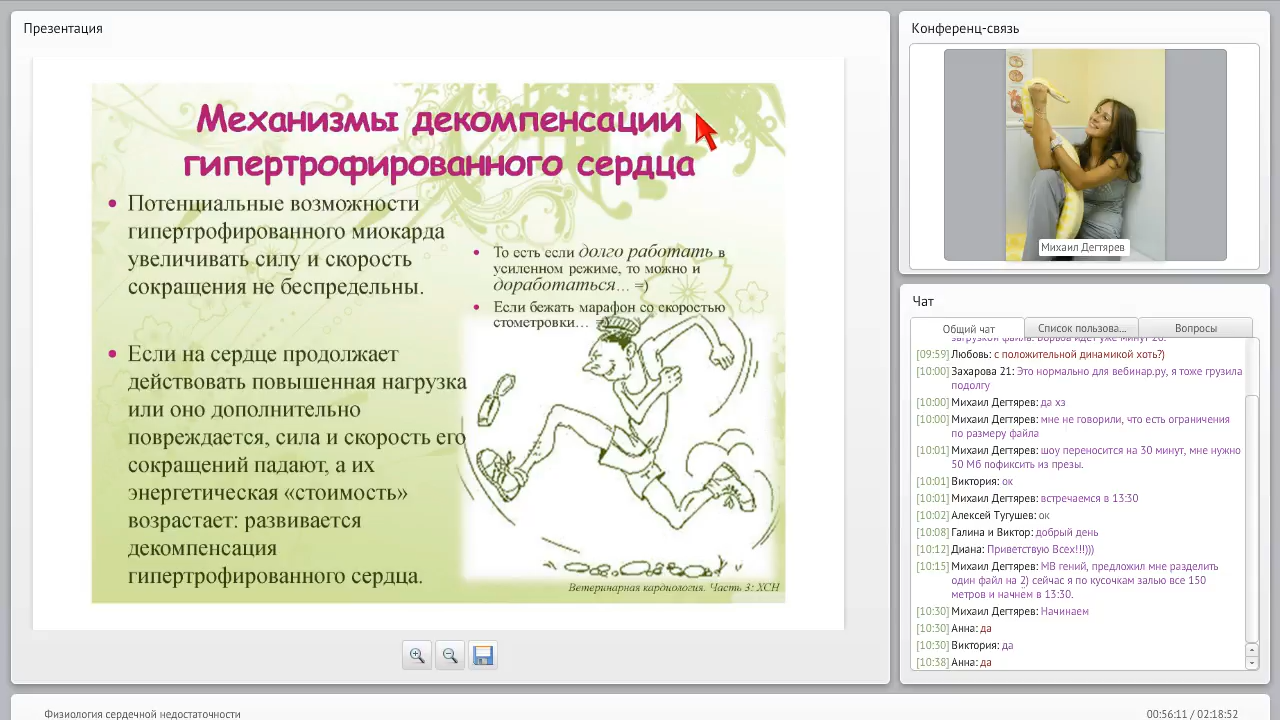 Презентация
Механизмы декомпенсации
гипертрофированного сердца
Потенциальные возможности
гипертрофированного миокарда
увеличивать силу и скорость
сокращения не беспредельны.
Если на сердце продолжает
действовать повышенная нагрузка
или оно дополнительно
повреждается, сила и скорость его
сокращений падают, а их
энергетическая «стоимость»
возрастает: развивается
декомпенсация
гипертрофированного сердца.
То есть если долго работать в
усиленном режиме, то можно и
доработаться… =)
Если бежать марафон со скоростью
стометровки… =)
Ветеринарная кардиология. Часть 3: ХСН
Конференц-связь
Михаил Дегтярев
Чат
Общий чат
Список пользова...
Вопросы
[09:59] Любовь: с положительной динамикой хоть?)
[10:00] Захарова 21: Это нормально для вебинар.ру, я тоже грузила
подолгу
[10:00] Михаил Дегтярев: да хз
[10:00] Михаил Дегтярев: мне не говорили, что есть ограничения
по размеру файла
[10:01] Михаил Дегтярев: шоу переносится на 30 минут, мне нужно
50 Мб пофиксить из презы.
[10:01] Виктория: ок
[10:01] Михаил Дегтярев: встречаемся в 13:30
[10:02] Алексей Тугушев: ок
[10:08] Галина и Виктор: добрый день
[10:12] Диана: Приветствую Всех!!!)))
[10:15] Михаил Дегтярев: МВ гений, предложил мне разделить
один файл на 2) сейчас я по кусочкам залью все 150
метров и начнем в 13:30.
[10:30] Михаил Дегтярев: Начинаем
[10:30] Анна: да
[10:30] Виктория: да
[10:38] Анна: да
Физиология сердечной недостаточности
00:56:11 / 02:18:52